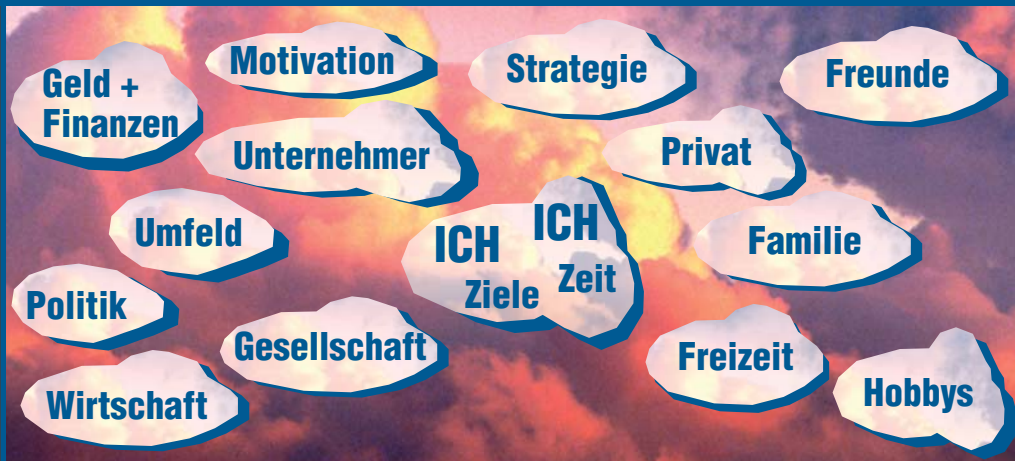 Geld +
Finanzen
Motivation
Strategie
Freunde
Unternehmer
Privat
Umfeld
ICH
Ziele
ICH
Zeit
Familie
Politik
Gesellschaft
Freizeit
Wirtschaft
Hobbys